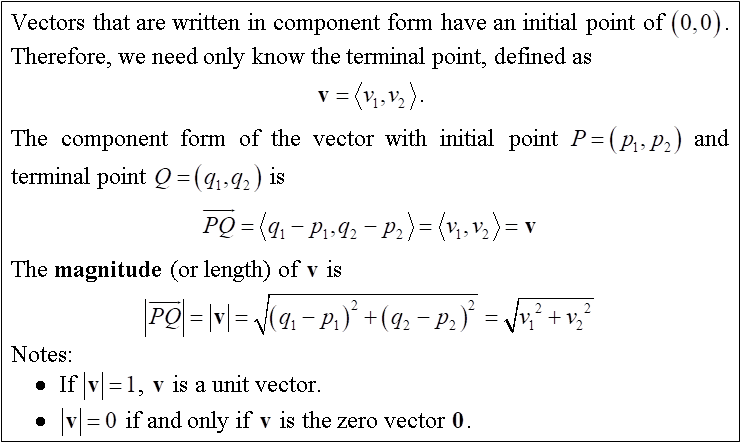 Vectors that are written in component form have an initial point of (0,0).
Therefore, we need only know the terminal point, defined as
v = ⟨v₁,v₂⟩.
The component form of the vector with initial point P = (p₁, p₂) and
terminal point Q = (q₁,q₂) is
\overrightarrow{PQ} = ⟨q₁ − p₁,q₂ − p₂⟩ = ⟨v₁,v₂⟩ = v
The magnitude (or length) of v is
|\overrightarrow{PQ}| = |v| = √((q₁ − p₁)² + (q₂ − p₂)²) = √(v₁² + v₂²)
Notes:
• If |v| = 1, v is a unit vector.
• |v| = 0 if and only if v is the zero vector 0.